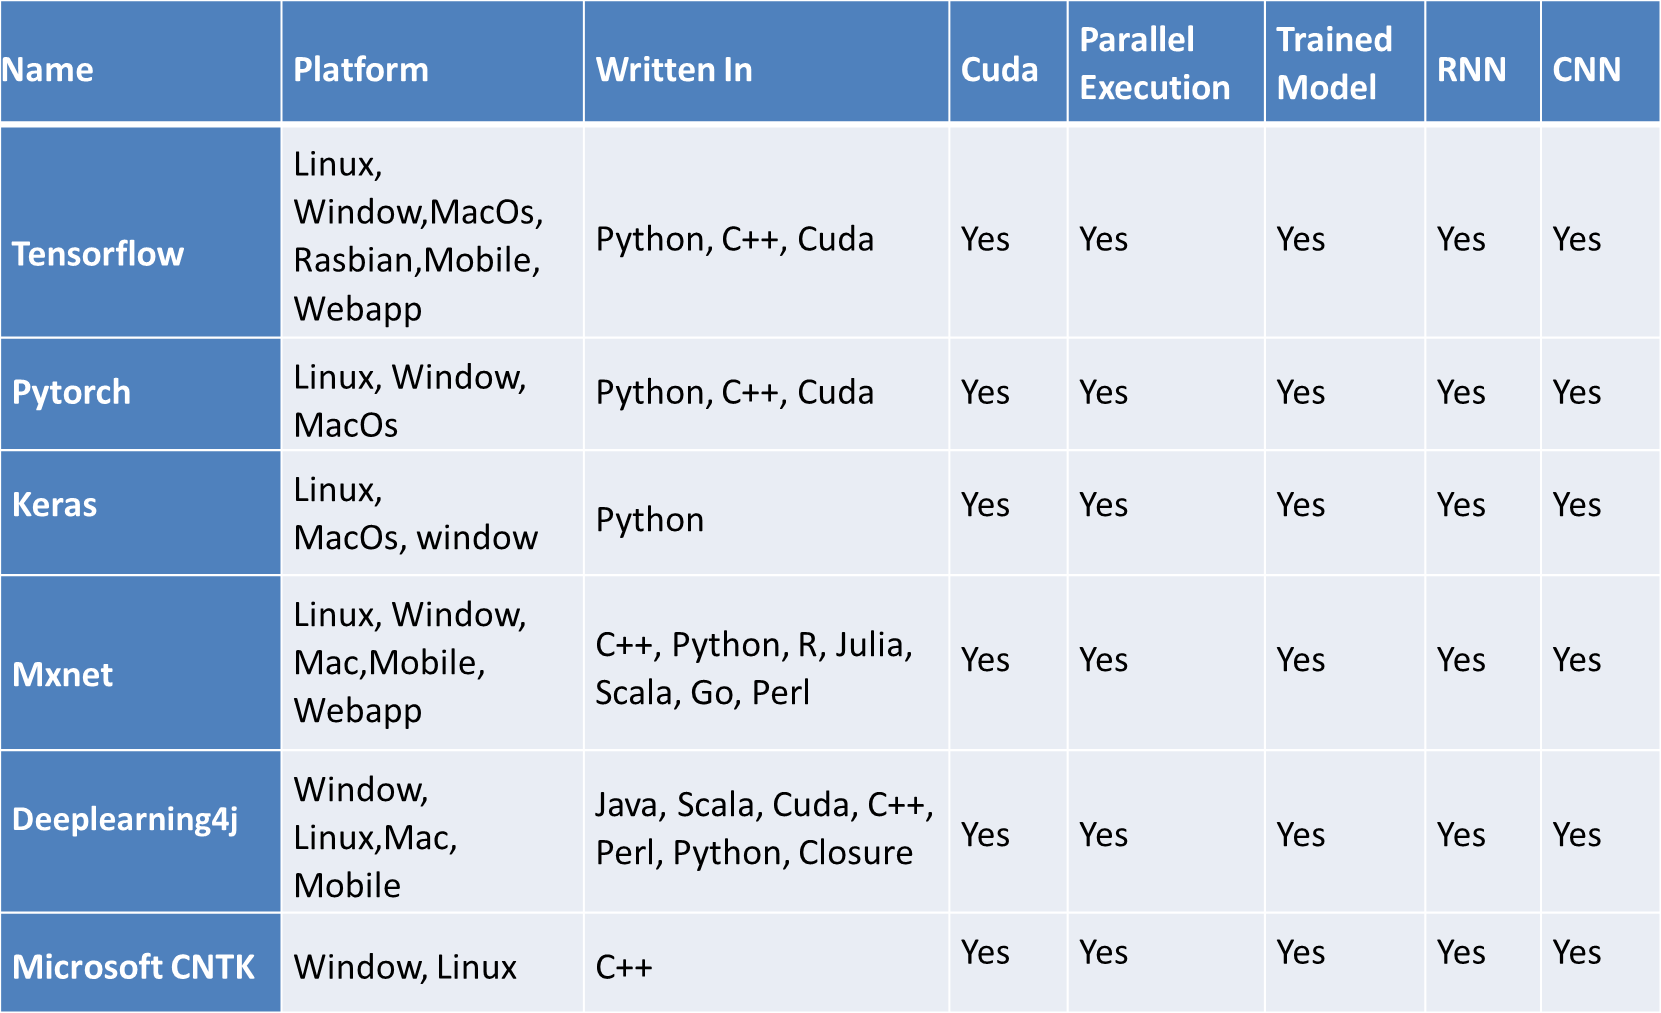 Name Platform Written In Cuda Parallel Execution Trained Model RNN CNN
Tensorflow
Linux,
Window,MacOs,
Rasbian,Mobile,
Webapp
Python, C++, Cuda
Yes Yes Yes Yes Yes
Pytorch
Linux, Window,
MacOs
Python, C++, Cuda
Yes Yes Yes Yes Yes
Keras
Linux,
MacOs, window
Python
Yes Yes Yes Yes Yes
Mxnet
Linux, Window,
Mac,Mobile,
Webapp
C++, Python, R, Julia,
Scala, Go, Perl
Yes Yes Yes Yes Yes
Deeplearning4j
Window,
Linux,Mac,
Mobile
Java, Scala, Cuda, C++,
Perl, Python, Closure
Yes Yes Yes Yes Yes
Microsoft CNTK
Window, Linux
C++
Yes Yes Yes Yes Yes